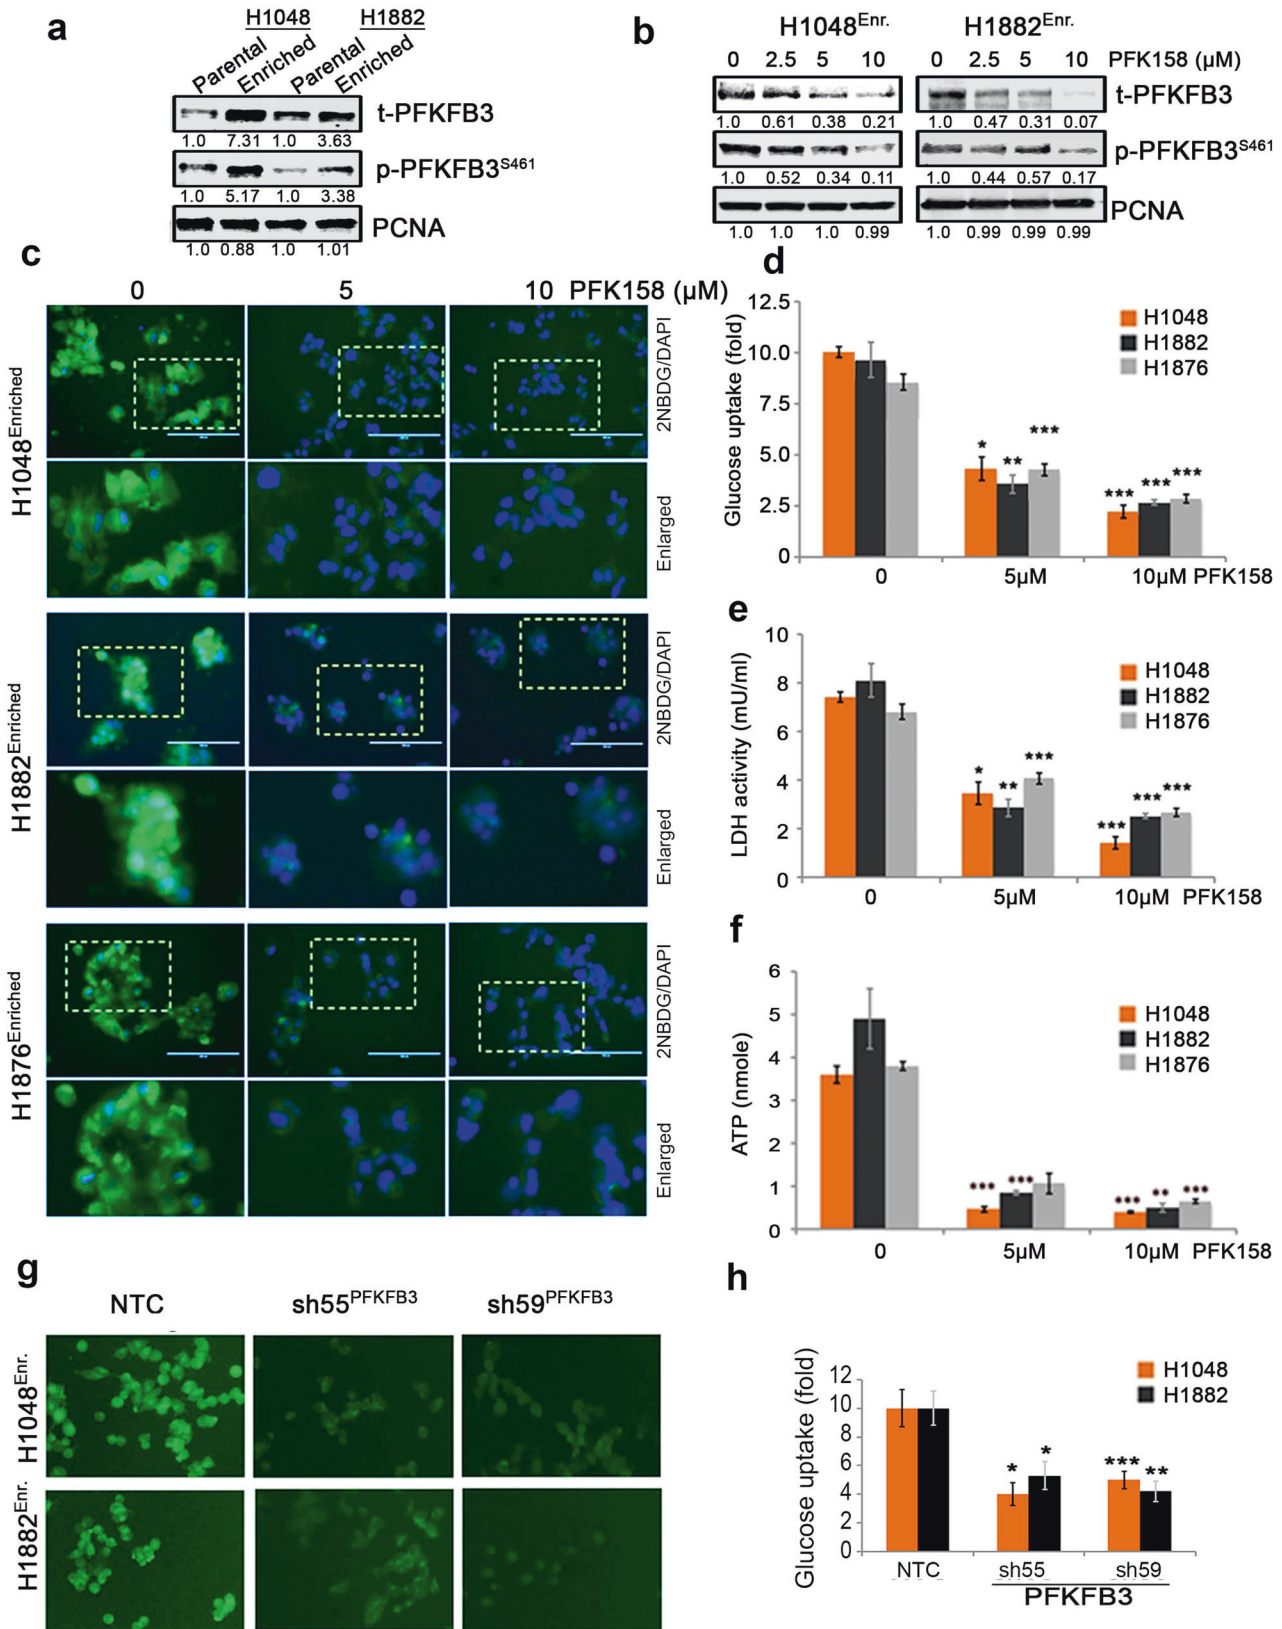 a
H1048 H1882
Parental Enriched Parental Enriched
t-PFKFB3
1.0 7.31 1.0 3.63
p-PFKFB3S461
1.0 5.17 1.0 3.38
PCNA
1.0 0.88 1.0 1.01
b
H1048Enr. H1882Enr.
0 2.5 5 10 0 2.5 5 10 PFK158 (µM)
t-PFKFB3
1.0 0.61 0.38 0.21 1.0 0.47 0.31 0.07
p-PFKFB3S461
1.0 0.52 0.34 0.11 1.0 0.44 0.57 0.17
PCNA
1.0 1.0 1.0 0.99 1.0 0.99 0.99 0.99
c
0 5 10 PFK158 (µM)
H1048Enriched
2NBDG/DAPI
Enlarged
H1882Enriched
2NBDG/DAPI
Enlarged
H1876Enriched
2NBDG/DAPI
Enlarged
d
Glucose uptake (fold)
12.5
10.0
7.5
5.0
2.5
0
H1048
H1882
H1876
* ** ***
*** *** ***
0 5µM 10µM PFK158
e
LDH activity (mU/ml)
10
8
6
4
2
0
H1048
H1882
H1876
* ** ***
*** *** ***
0 5µM 10µM PFK158
f
ATP (nmole)
6
5
4
3
2
1
0
H1048
H1882
H1876
*** ***
*** ** ***
0 5µM 10µM PFK158
g
NTC sh55PFKFB3 sh59PFKFB3
H1048Enr.
H1882Enr.
h
Glucose uptake (fold)
12
10
8
6
4
2
0
H1048
H1882
* *
*** **
NTC sh55 sh59
PFKFB3